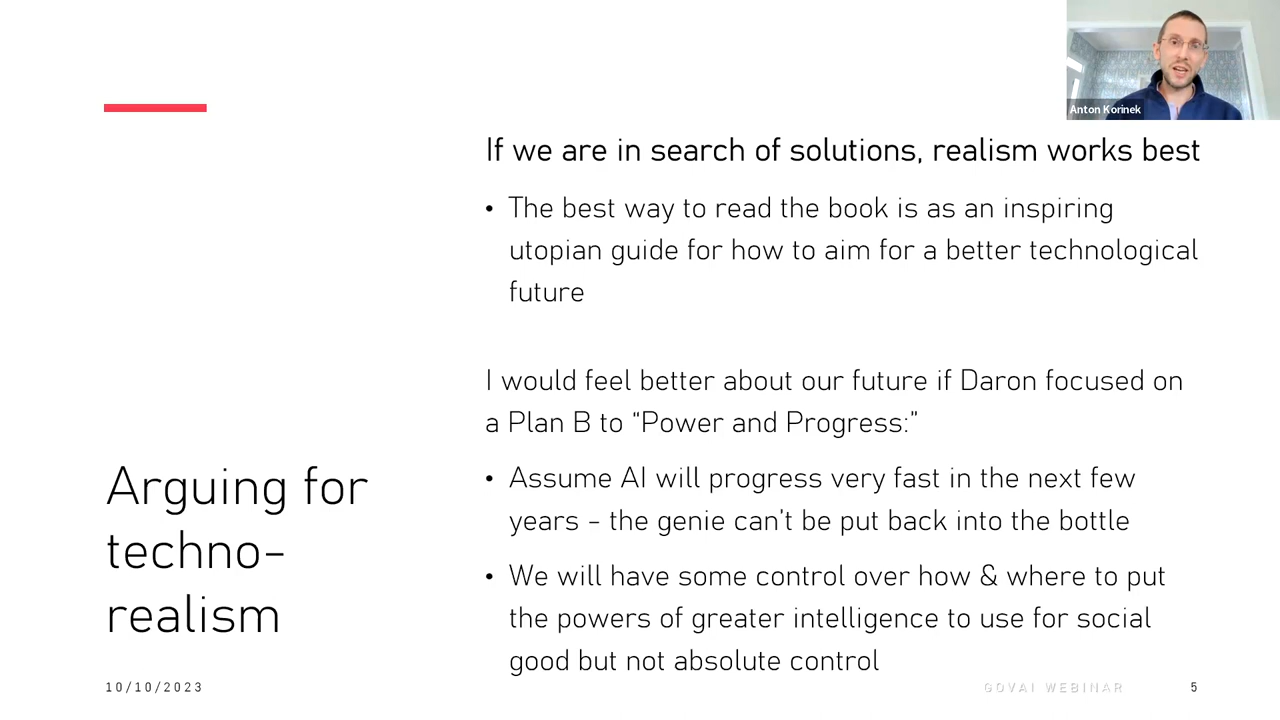 Anton Korinek
If we are in search of solutions, realism works best
• The best way to read the book is as an inspiring
utopian guide for how to aim for a better technological
future
I would feel better about our future if Daron focused on
a Plan B to “Power and Progress:”
• Assume AI will progress very fast in the next few
years – the genie can't be put back into the bottle
• We will have some control over how & where to put
the powers of greater intelligence to use for social
good but not absolute control
Arguing for
techno-
realism
10/10/2023
GOVAI WEBINAR
5